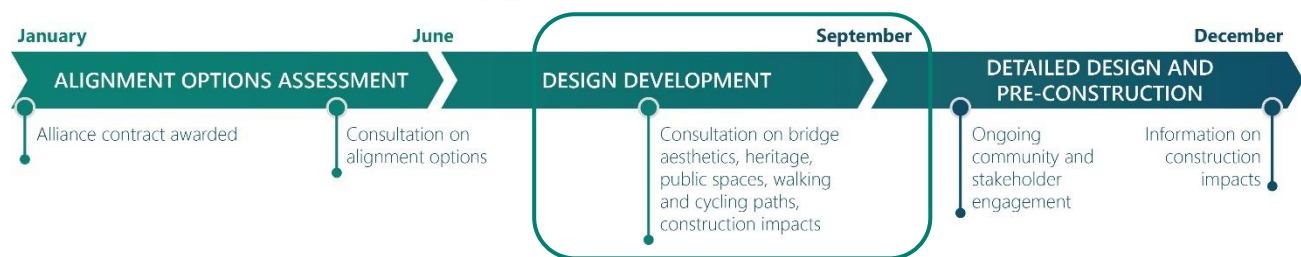 January
June
September
December
ALIGNMENT OPTIONS ASSESSMENT
DESIGN DEVELOPMENT
DETAILED DESIGN AND
PRE-CONSTRUCTION
Alliance contract awarded
Consultation on
alignment options
Consultation on bridge
aesthetics, heritage,
public spaces, walking
and cycling paths,
construction impacts
Ongoing
community and
stakeholder
engagement
Information on
construction
impacts